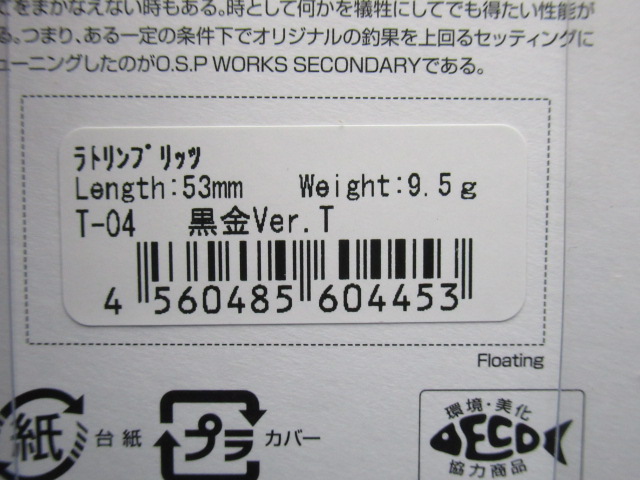 てをまかなえない時もある。時として何かを犠牲にしてでも得たい性能が
る。つまり、ある一定の条件下でオリジナルの釣果を上回るセッティングに
ューニングしたのがO.S.P WORKS SECONDARYである。
ﾗﾄﾘﾝﾌﾟﾘｯﾂ
Length:53mm Weight:9.5g
T-04 黒金Ver.T
4 560485 604453
Floating
紙 台紙 プラ カバー
環境・美化
ECO
協力商品